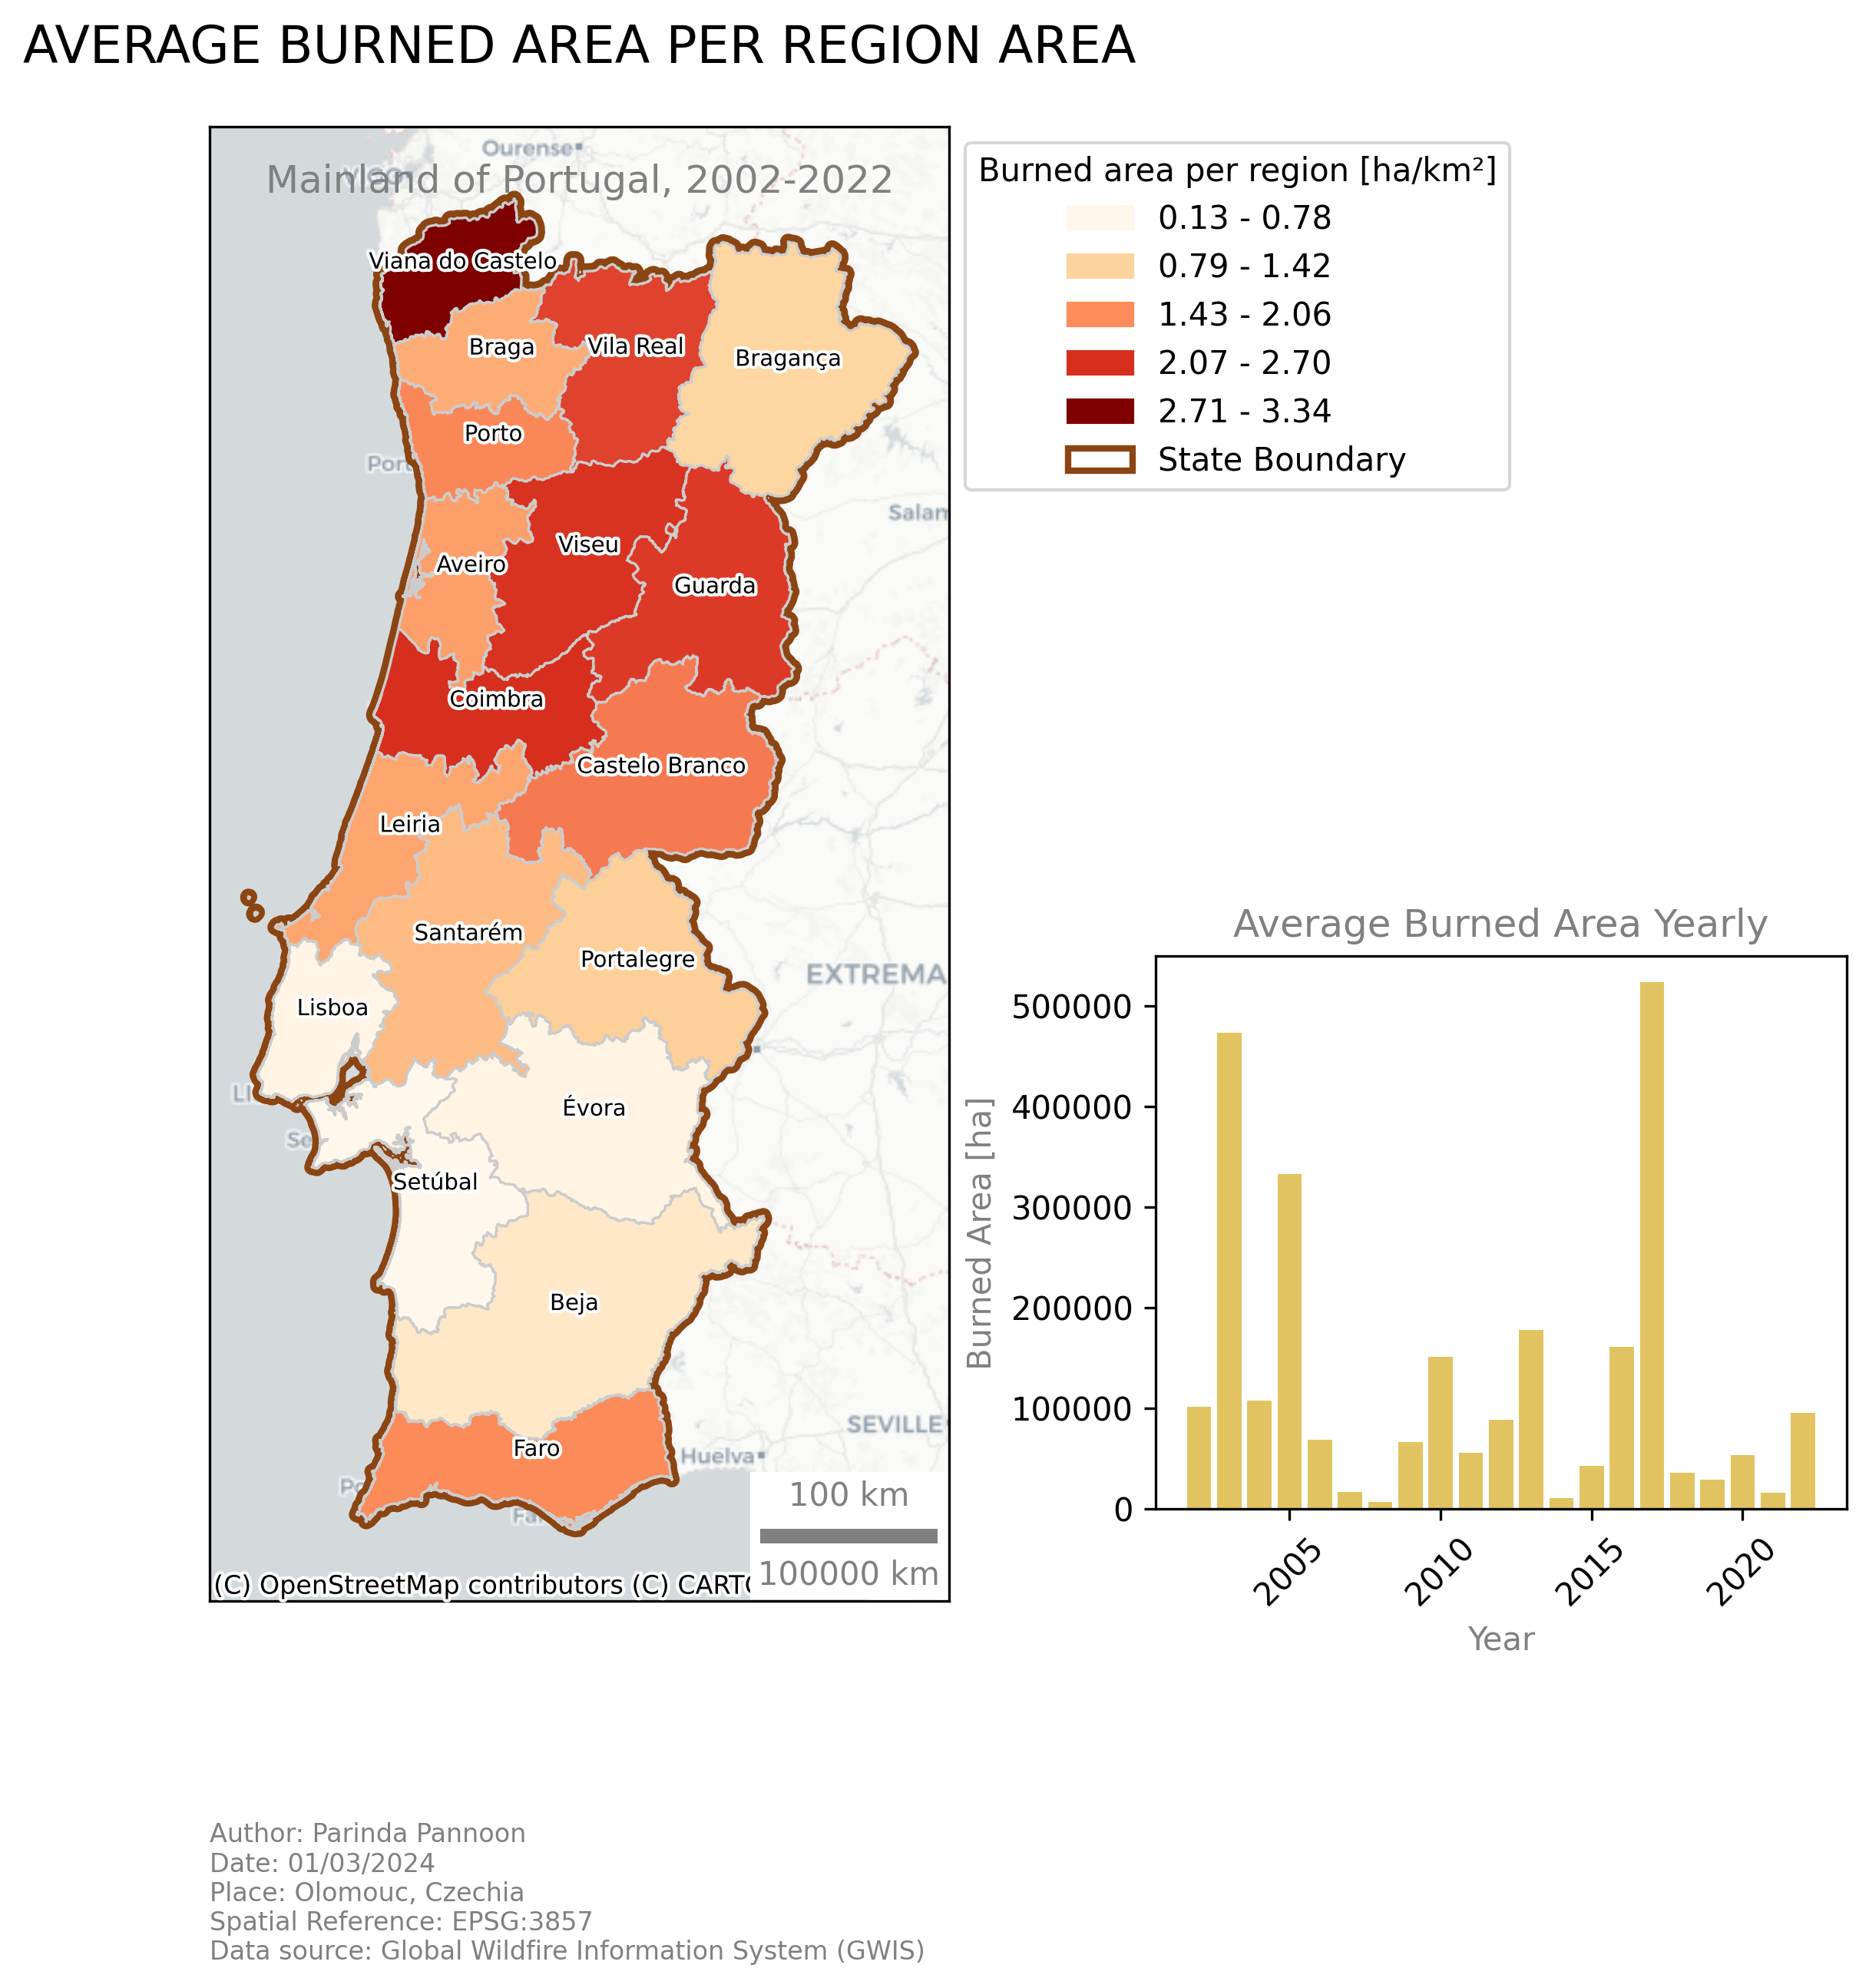 AVERAGE BURNED AREA PER REGION AREA
Mainland of Portugal, 2002-2022
Ourense
Viana do Castelo
Braga
Vila Real
Bragança
Porto
Viseu
Aveiro
Guarda
Coimbra
Castelo Branco
Leiria
Santarém
Portalegre
EXTREMA
Lisboa
Évora
Setúbal
Beja
Faro
SEVILLE
Huelva
100 km
100000 km
(C) OpenStreetMap contributors (C) CARTO
Burned area per region [ha/km²]
0.13 - 0.78
0.79 - 1.42
1.43 - 2.06
2.07 - 2.70
2.71 - 3.34
State Boundary
Average Burned Area Yearly
Burned Area [ha]
500000
400000
300000
200000
100000
0
2005
2010
2015
2020
Year
Author: Parinda Pannoon
Date: 01/03/2024
Place: Olomouc, Czechia
Spatial Reference: EPSG:3857
Data source: Global Wildfire Information System (GWIS)